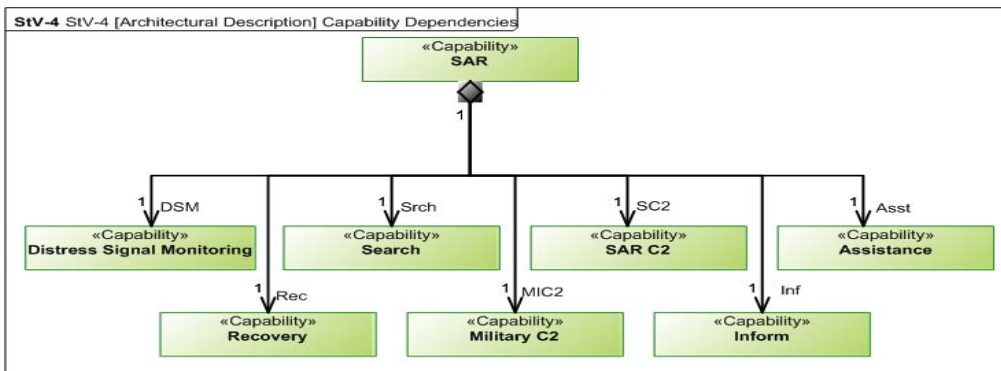 StV-4 StV-4 [Architectural Description] Capability Dependencies
«Capability»
SAR
1
1 DSM
1 Srch
1 SC2
1 Asst
«Capability»
Distress Signal Monitoring
«Capability»
Search
«Capability»
SAR C2
«Capability»
Assistance
1 Rec
1 MIC2
1 Inf
«Capability»
Recovery
«Capability»
Military C2
«Capability»
Inform